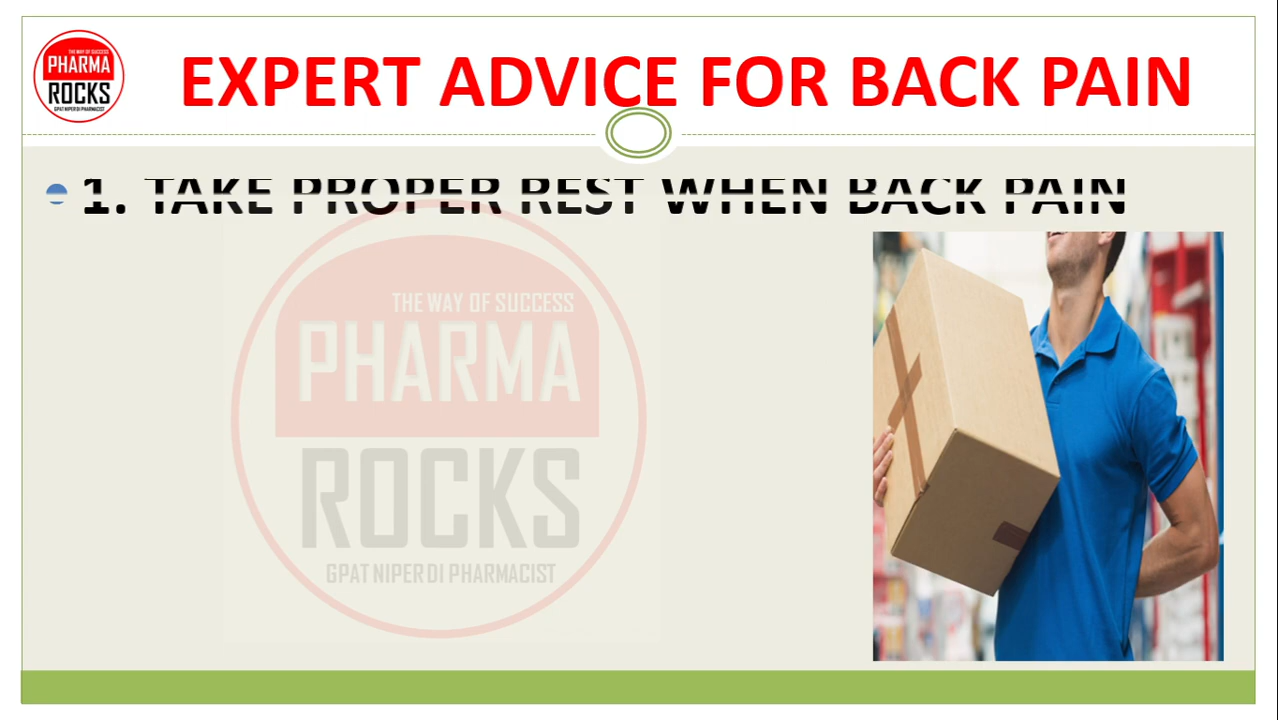 THE WAY OF SUCCESS
PHARMA
ROCKS
GPAT NIPER DI PHARMACIST
EXPERT ADVICE FOR BACK PAIN
• 1. TAKE PROPER REST WHEN BACK PAIN
THE WAY OF SUCCESS
PHARMA
ROCKS
GPAT NIPER DI PHARMACIST